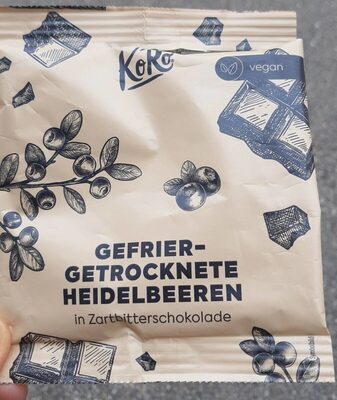 KoRo
vegan
GEFRIER-
GETROCKNETE
HEIDELBEEREN
in Zartbitterschokolade